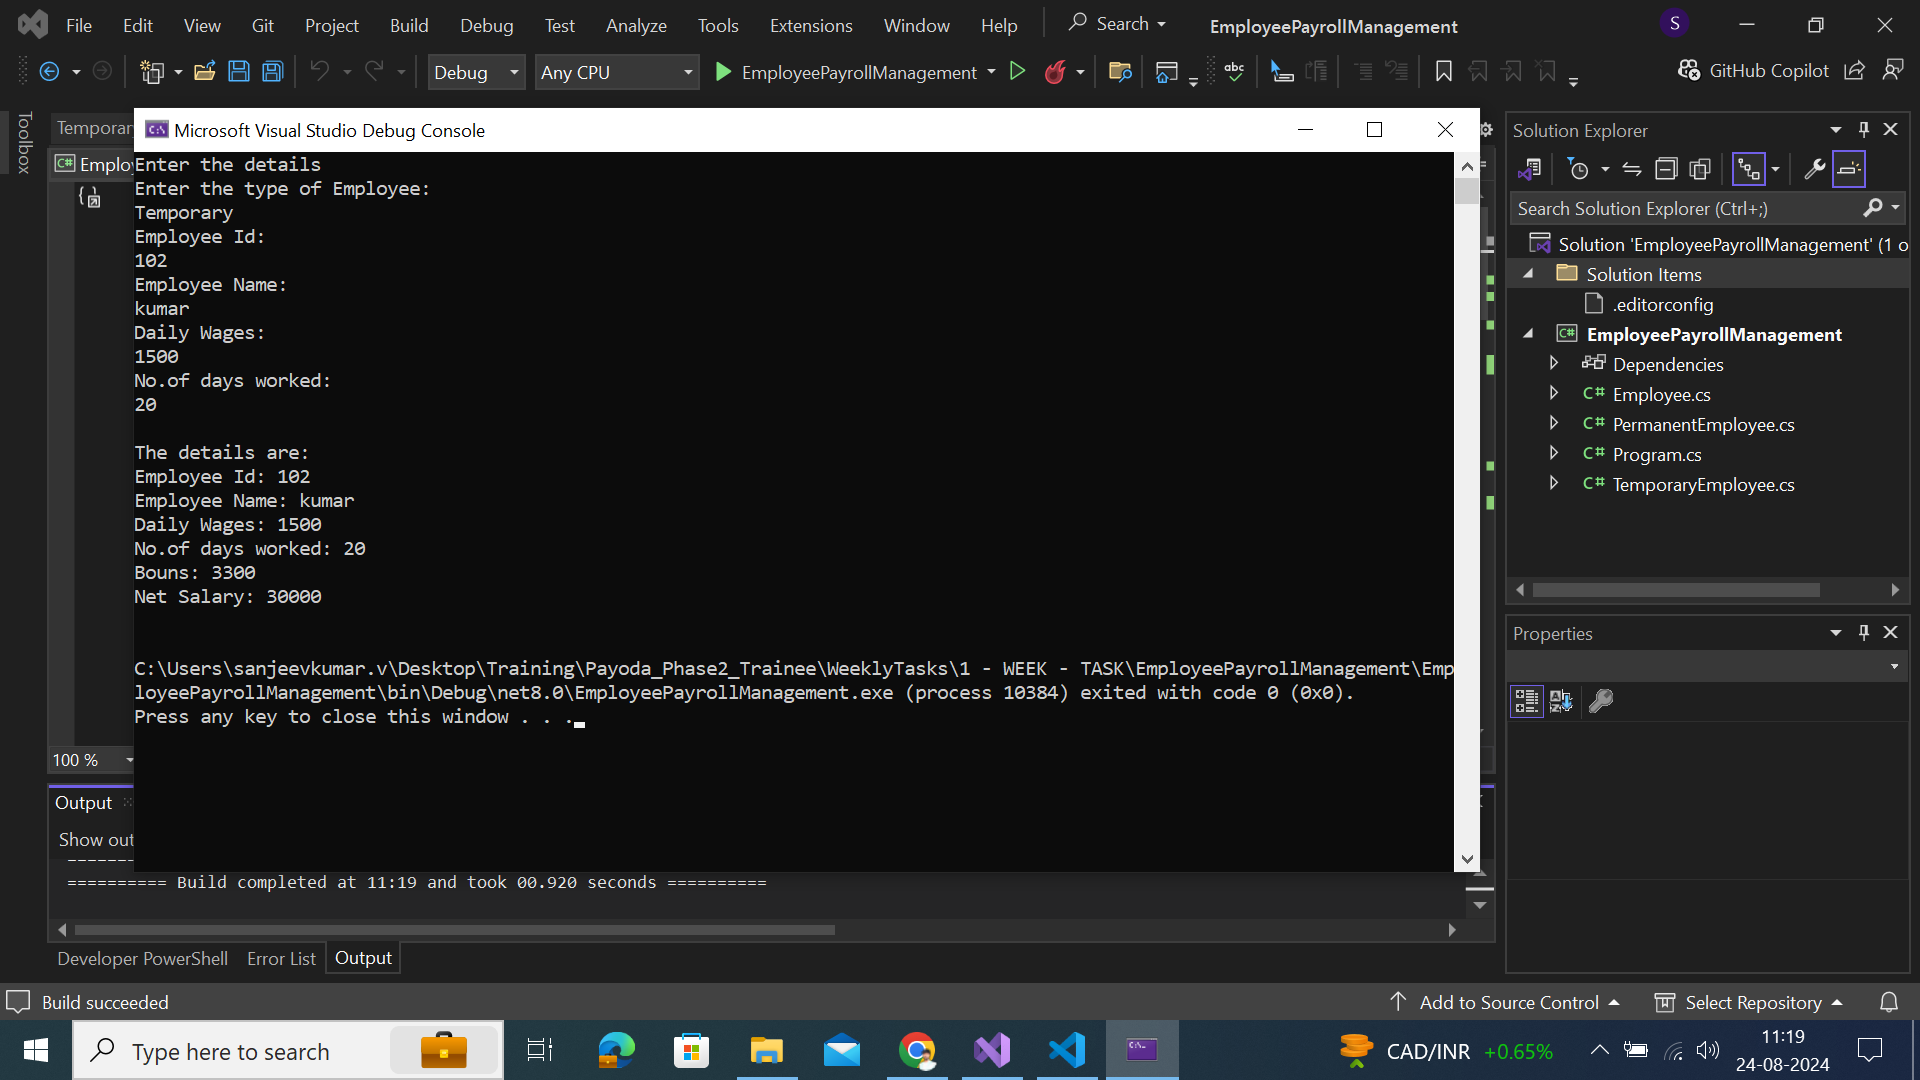 File Edit View Git Project Build Debug Test Analyze Tools Extensions Window Help Search EmployeePayrollManagement S
Debug Any CPU EmployeePayrollManagement abc GitHub Copilot
Toolbox
Temporar
C# Emplo
Microsoft Visual Studio Debug Console
Enter the details
Enter the type of Employee:
Temporary
Employee Id:
102
Employee Name:
kumar
Daily Wages:
1500
No.of days worked:
20
The details are:
Employee Id: 102
Employee Name: kumar
Daily Wages: 1500
No.of days worked: 20
Bouns: 3300
Net Salary: 30000
C:\Users\sanjeevkumar.v\Desktop\Training\Payoda_Phase2_Trainee\WeeklyTasks\1 - WEEK - TASK\EmployeePayrollManagement\Emp
loyeePayrollManagement\bin\Debug\net8.0\EmployeePayrollManagement.exe (process 10384) exited with code 0 (0x0).
Press any key to close this window . . .
100 %
Output
Show out
========== Build completed at 11:19 and took 00.920 seconds ==========
Developer PowerShell Error List Output
Solution Explorer
Search Solution Explorer (Ctrl+;)
Solution 'EmployeePayrollManagement' (1 o
Solution Items
.editorconfig
C# EmployeePayrollManagement
Dependencies
C# Employee.cs
C# PermanentEmployee.cs
C# Program.cs
C# TemporaryEmployee.cs
Properties
Build succeeded Add to Source Control Select Repository
Type here to search CAD/INR +0.65% 11:19
24-08-2024